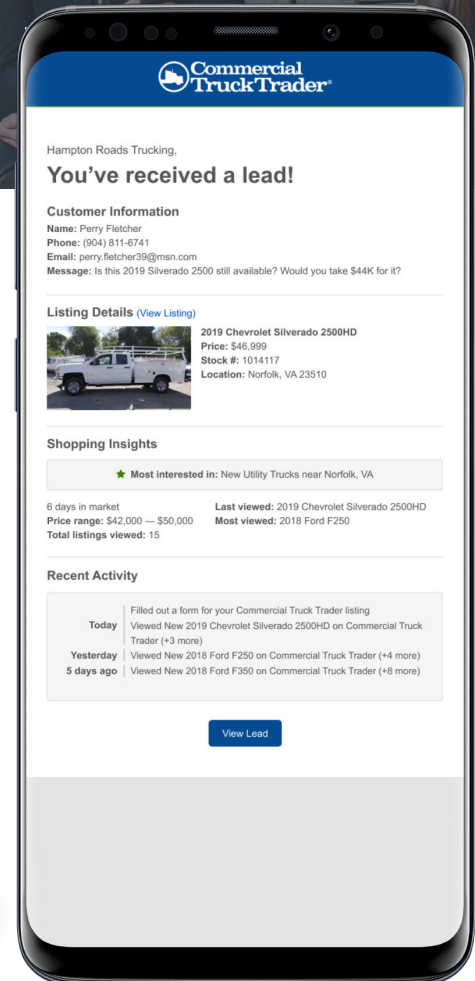 Commercial
TruckTrader®
Hampton Roads Trucking,
You've received a lead!
Customer Information
Name: Perry Fletcher
Phone: (904) 811-6741
Email: perry.fletcher39@msn.com
Message: Is this 2019 Silverado 2500 still available? Would you take $44K for it?
Listing Details (View Listing)
2019 Chevrolet Silverado 2500HD
Price: $46,999
Stock #: 1014117
Location: Norfolk, VA 23510
Shopping Insights
Most interested in: New Utility Trucks near Norfolk, VA
6 days in market
Price range: $42,000 — $50,000
Total listings viewed: 15
Last viewed: 2019 Chevrolet Silverado 2500HD
Most viewed: 2018 Ford F250
Recent Activity
Today
Filled out a form for your Commercial Truck Trader listing
Viewed New 2019 Chevrolet Silverado 2500HD on Commercial Truck
Trader (+3 more)
Yesterday Viewed New 2018 Ford F250 on Commercial Truck Trader (+4 more)
5 days ago Viewed New 2018 Ford F350 on Commercial Truck Trader (+8 more)
View Lead